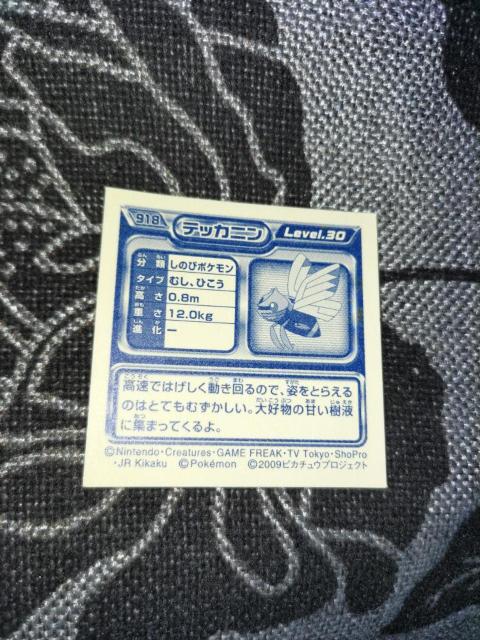 918 テッカニン Level.30
分類 しのびポケモン
タイプ むし、ひこう
高さ 0.8m
重さ 12.0kg
進化 ー
高速ではげしく動き回るので、姿をとらえる
のはとてもむずかしい。大好物の甘い樹液
に集まってくるよ。
©Nintendo・Creatures・GAME FREAK・TV Tokyo・ShoPro
・JR Kikaku ©Pokémon ©2009ピカチュウプロジェクト